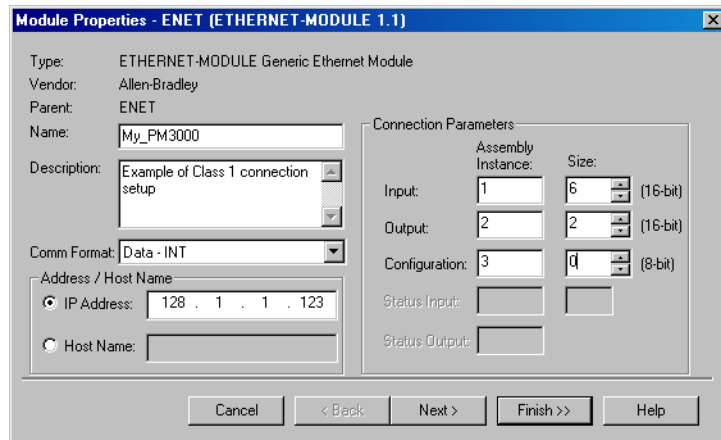 Module Properties - ENET (ETHERNET-MODULE 1.1)
Type: ETHERNET-MODULE Generic Ethernet Module
Vendor: Allen-Bradley
Parent: ENET
Name: My_PM3000
Description: Example of Class 1 connection
setup
Comm Format: Data - INT
Address / Host Name
IP Address: 128 . 1 . 1 . 123
Host Name:
Connection Parameters
Assembly
Instance: Size:
Input: 1 6 (16-bit)
Output: 2 2 (16-bit)
Configuration: 3 0 (8-bit)
Status Input:
Status Output:
Cancel < Back Next > Finish >> Help